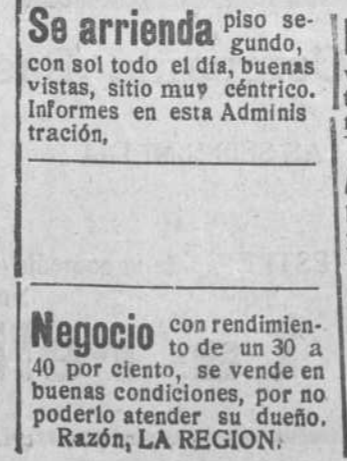 Se arrienda piso se-
gundo,
con sol todo el día, buenas
vistas, sitio muy céntrico.
Informes en esta Adminis
tración,
Negocio con rendimien-
to de un 30 a
40 por ciento, se vende en
buenas condiciones, por no
poderlo atender su dueño.
Razón, LA REGION.